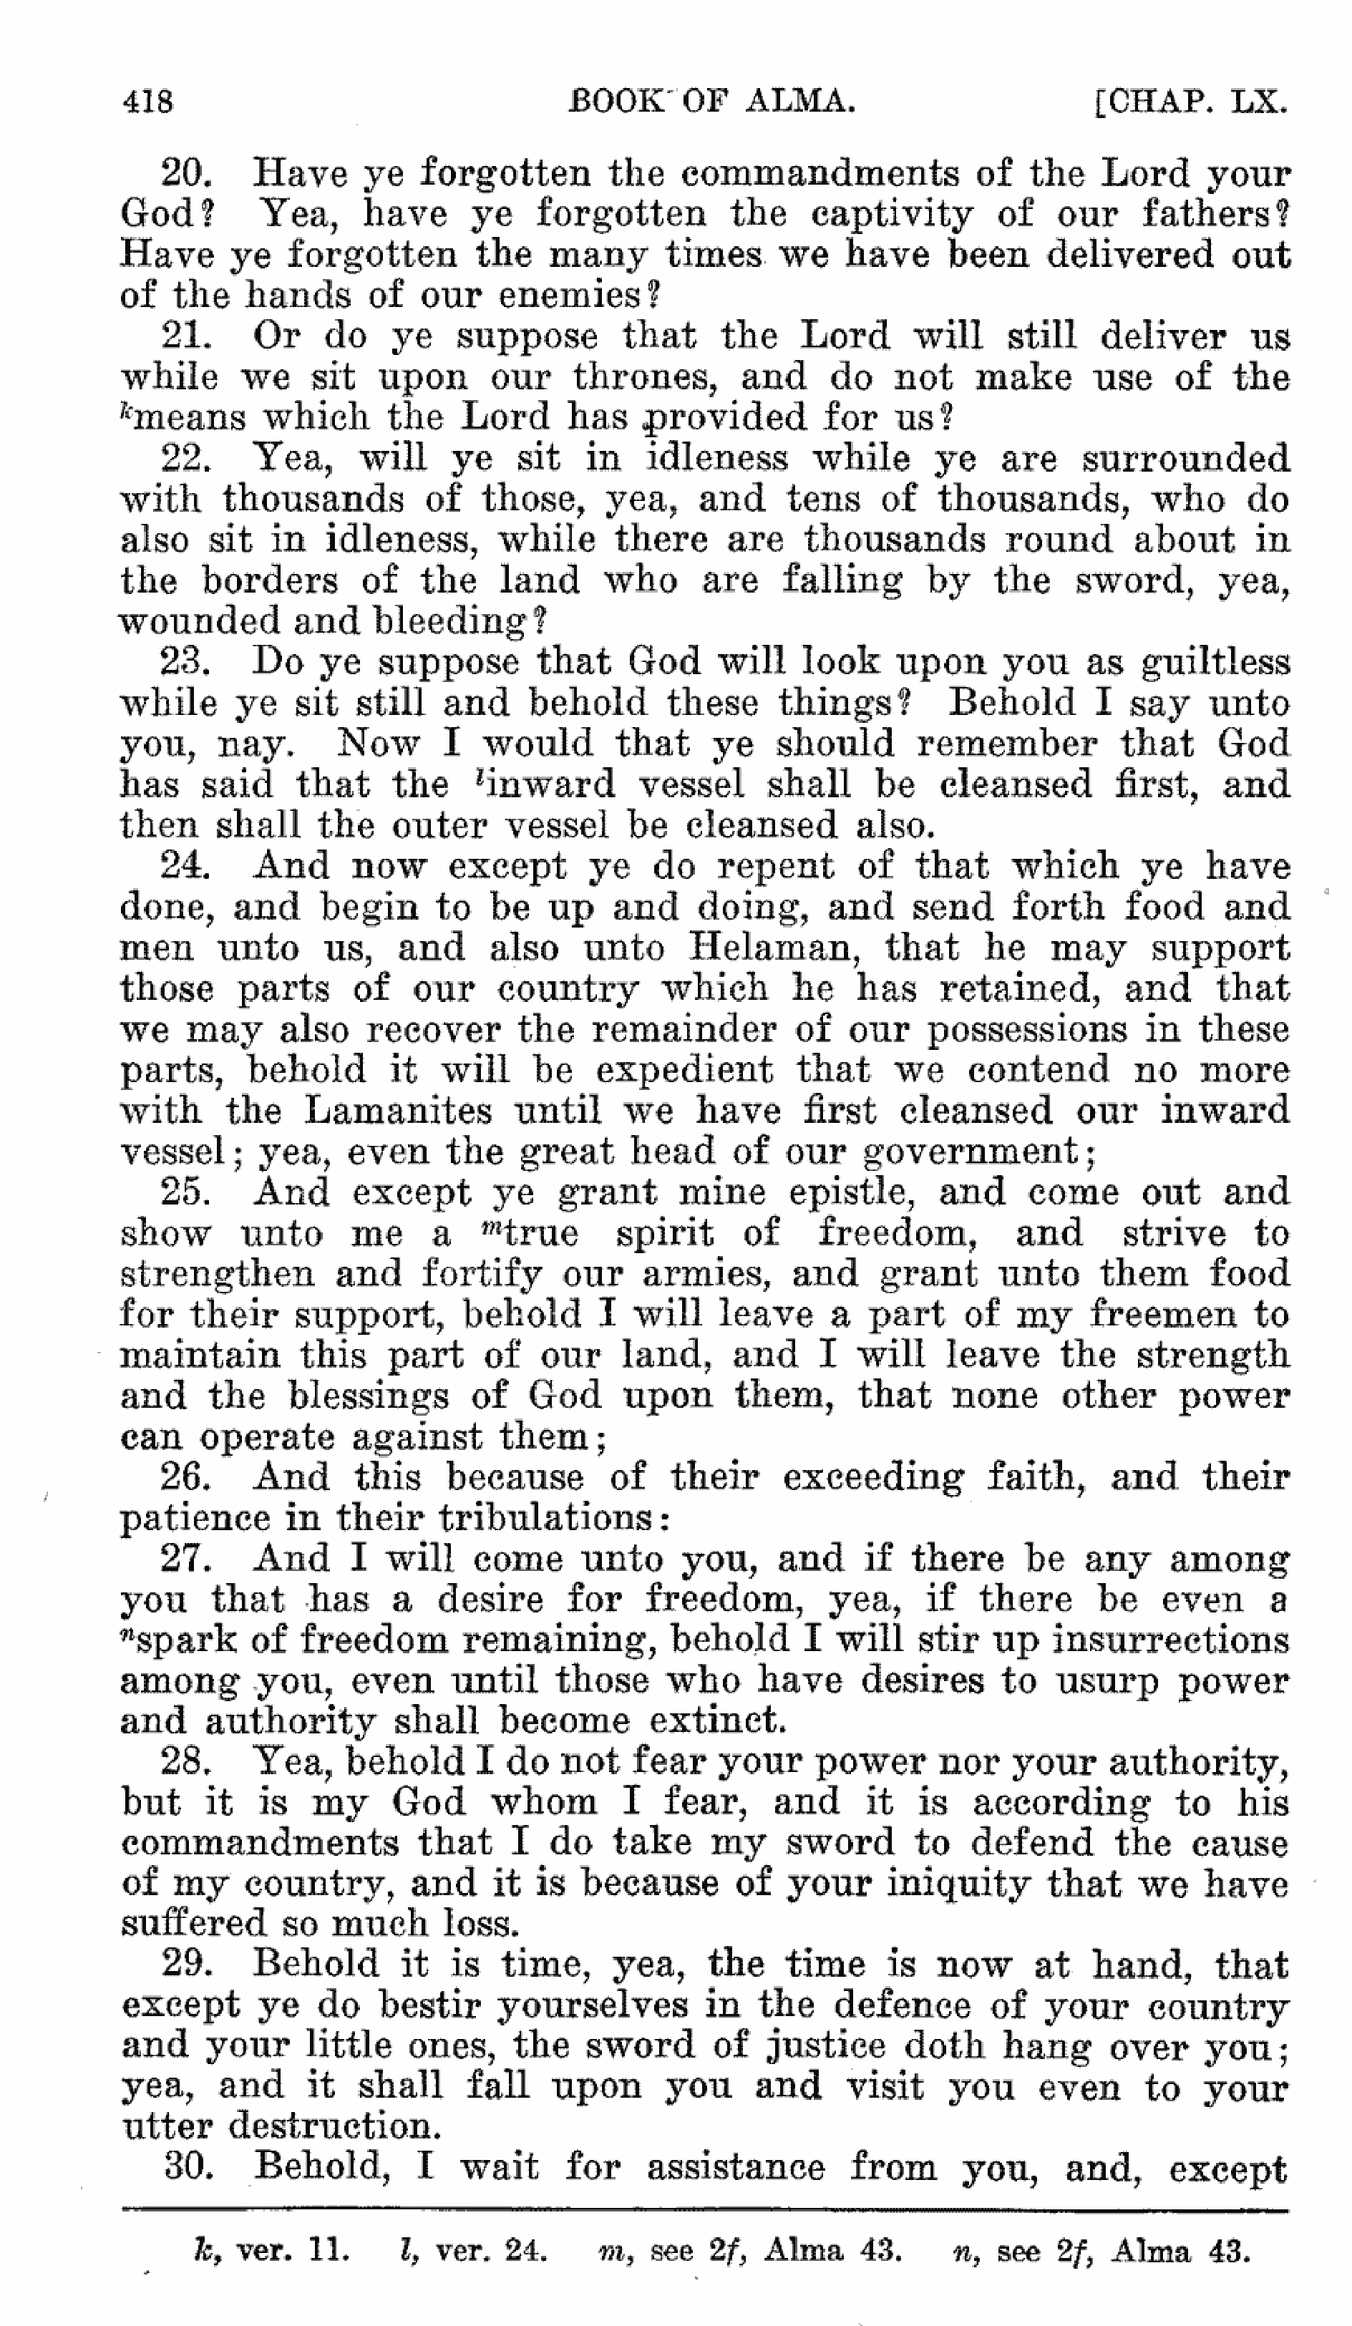 418 BOOK OF ALMA. [CHAP. LX.
20. Have ye forgotten the commandments of the Lord your
God? Yea, have ye forgotten the captivity of our fathers?
Have ye forgotten the many times we have been delivered out
of the hands of our enemies?
21. Or do ye suppose that the Lord will still deliver us
while we sit upon our thrones, and do not make use of the
kmeans which the Lord has provided for us?
22. Yea, will ye sit in idleness while ye are surrounded
with thousands of those, yea, and tens of thousands, who do
also sit in idleness, while there are thousands round about in
the borders of the land who are falling by the sword, yea,
wounded and bleeding?
23. Do ye suppose that God will look upon you as guiltless
while ye sit still and behold these things? Behold I say unto
you, nay. Now I would that ye should remember that God
has said that the linward vessel shall be cleansed first, and
then shall the outer vessel be cleansed also.
24. And now except ye do repent of that which ye have
done, and begin to be up and doing, and send forth food and
men unto us, and also unto Helaman, that he may support
those parts of our country which he has retained, and that
we may also recover the remainder of our possessions in these
parts, behold it will be expedient that we contend no more
with the Lamanites until we have first cleansed our inward
vessel; yea, even the great head of our government;
25. And except ye grant mine epistle, and come out and
show unto me a mtrue spirit of freedom, and strive to
strengthen and fortify our armies, and grant unto them food
for their support, behold I will leave a part of my freemen to
maintain this part of our land, and I will leave the strength
and the blessings of God upon them, that none other power
can operate against them;
26. And this because of their exceeding faith, and their
patience in their tribulations:
27. And I will come unto you, and if there be any among
you that has a desire for freedom, yea, if there be even a
nspark of freedom remaining, behold I will stir up insurrections
among you, even until those who have desires to usurp power
and authority shall become extinct.
28. Yea, behold I do not fear your power nor your authority,
but it is my God whom I fear, and it is according to his
commandments that I do take my sword to defend the cause
of my country, and it is because of your iniquity that we have
suffered so much loss.
29. Behold it is time, yea, the time is now at hand, that
except ye do bestir yourselves in the defence of your country
and your little ones, the sword of justice doth hang over you;
yea, and it shall fall upon you and visit you even to your
utter destruction.
30. Behold, I wait for assistance from you, and, except
k, ver. 11. l, ver. 24. m, see 2f, Alma 43. n, see 2f, Alma 43.